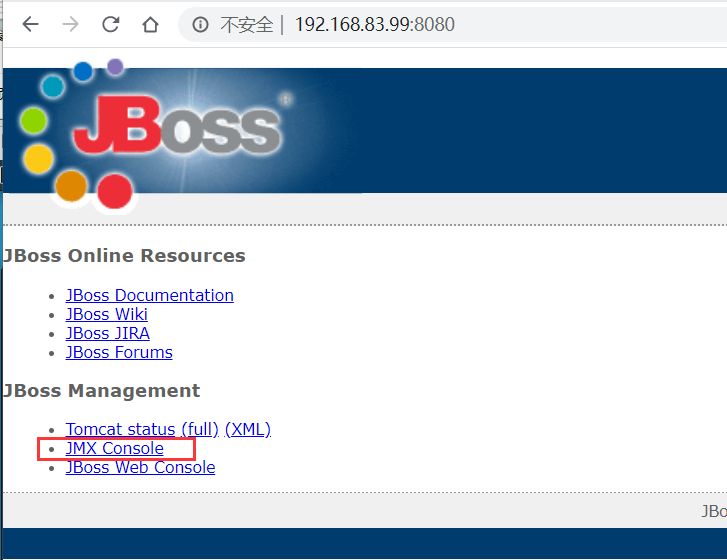 不安全 | 192.168.83.99:8080
JBoss ®
JBoss Online Resources
JBoss Documentation
JBoss Wiki
JBoss JIRA
JBoss Forums
JBoss Management
Tomcat status (full) (XML)
JMX Console
JBoss Web Console
JBo